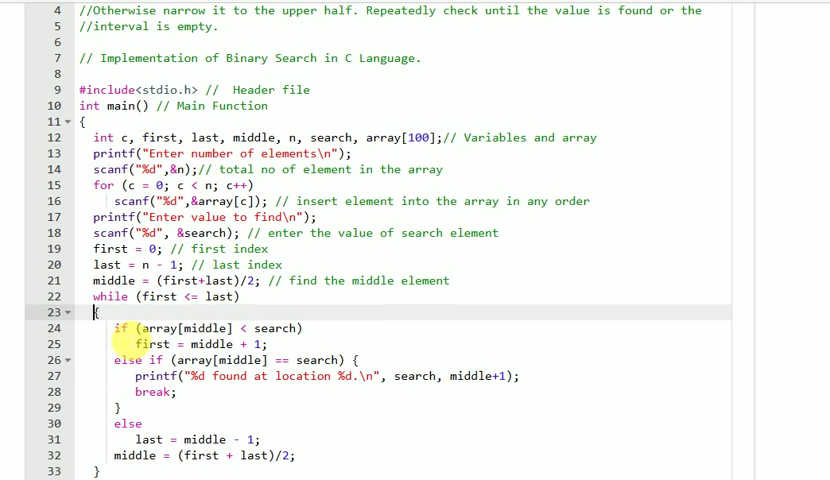 4 //Otherwise narrow it to the upper half. Repeatedly check until the value is found or the
5 //interval is empty.
6
7 // Implementation of Binary Search in C Language.
8
9 #include<stdio.h> //  Header file
10 int main() // Main Function
11 {
12   int c, first, last, middle, n, search, array[100];// Variables and array
13   printf("Enter number of elements\n");
14   scanf("%d",&n);// total no of element in the array
15   for (c = 0; c < n; c++)
16      scanf("%d",&array[c]); // insert element into the array in any order
17   printf("Enter value to find\n");
18   scanf("%d", &search); // enter the value of search element
19   first = 0; // first index
20   last = n - 1; // last index
21   middle = (first+last)/2; // find the middle element
22   while (first <= last)
23   {
24      if (array[middle] < search)
25         first = middle + 1;
26      else if (array[middle] == search) {
27         printf("%d found at location %d.\n", search, middle+1);
28         break;
29      }
30      else
31         last = middle - 1;
32      middle = (first + last)/2;
33   }